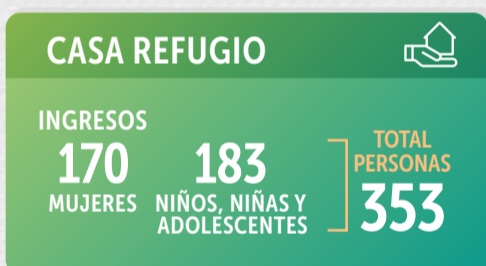 CASA REFUGIO
INGRESOS
170
MUJERES
183
NIÑOS, NIÑAS Y
ADOLESCENTES
TOTAL
PERSONAS
353